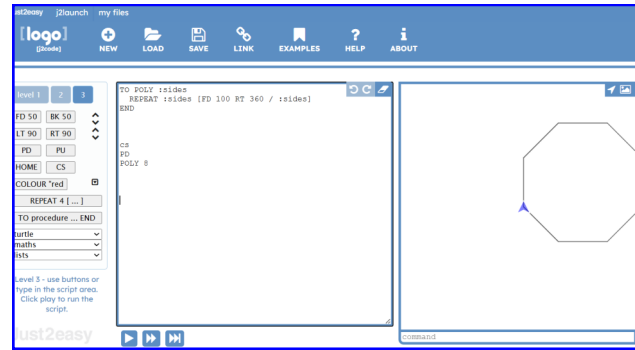 just2easy j2launch my files
[logo]
[j2code]
NEW LOAD SAVE LINK EXAMPLES HELP ABOUT
level 1 2 3
FD 50 BK 50
LT 90 RT 90
PD PU
HOME CS
COLOUR "red
REPEAT 4 [ ... ]
TO procedure ... END
turtle
maths
lists
Level 3 - use buttons or
type in the script area.
Click play to run the
script.
Just2easy
TO POLY :sides
REPEAT :sides [FD 100 RT 360 / :sides]
END
cs
PD
POLY 8
command